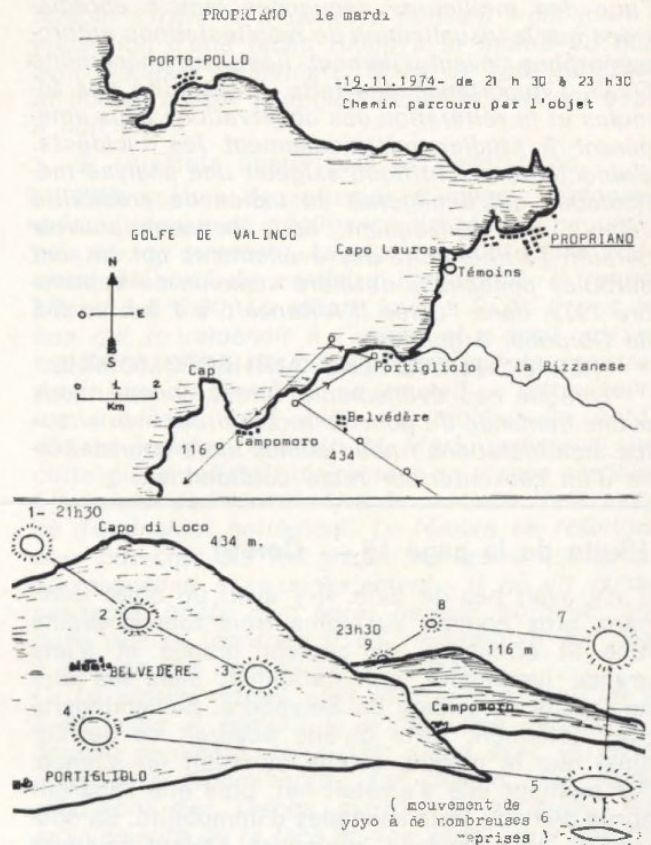 PROPRIANO le mardi
PORTO-POLLO
-19.11.1974- de 21 h 30 à 23 h30
Chemin parcouru par l'objet
GOLFE DE VALINCO
Capo Laurose
PROPRIANO
Témoins
o 1 2
Km
Cap
Portigliolo
la Rizzanese
Belvédère
Campomoro
116
434
1- 21h30
Capo di Loco
434 m.
2
8
7
23h30
9
BELVEDERE
3
116 m
4
Campomoro
PORTIGLIOLO
5
( mouvement de
yoyo à de nombreuses 6
reprises )